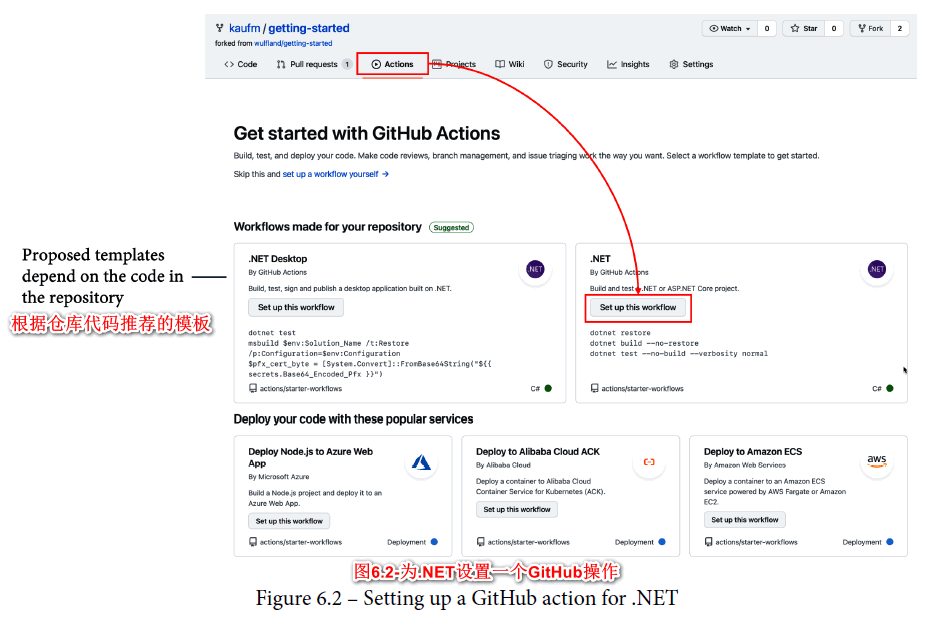 kaufm / getting-started
forked from wulfland/getting-started
Watch 0 Star 0 Fork 2
Code Pull requests 1 Actions Projects Wiki Security Insights Settings
Get started with GitHub Actions
Build, test, and deploy your code. Make code reviews, branch management, and issue triaging work the way you want. Select a workflow template to get started.
Skip this and set up a workflow yourself →
Workflows made for your repository Suggested
Proposed templates
depend on the code in
the repository
根据仓库代码推荐的模板
.NET Desktop
By GitHub Actions
.NET
Build, test, sign and publish a desktop application built on .NET.
Set up this workflow
dotnet test
msbuild $env:Solution_Name /t:Restore
/p:Configuration=$env:Configuration
$pfx_cert_byte = [System.Convert]::FromBase64String("${{
secrets.Base64_Encoded_Pfx }}")
actions/starter-workflows C#
.NET
By GitHub Actions
.NET
Build and test a .NET or ASP.NET Core project.
Set up this workflow
dotnet restore
dotnet build --no-restore
dotnet test --no-build --verbosity normal
actions/starter-workflows C#
Deploy your code with these popular services
Deploy Node.js to Azure Web
App
By Microsoft Azure
Build a Node.js project and deploy it to an
Azure Web App.
Set up this workflow
actions/starter-workflows Deployment
Deploy to Alibaba Cloud ACK
By Alibaba Cloud
Deploy a container to Alibaba Cloud
Container Service for Kubernetes (ACK).
Set up this workflow
actions/starter-workflows Deployment
Deploy to Amazon ECS
By Amazon Web Services
aws
Deploy a container to an Amazon ECS
service powered by AWS Fargate or Amazon
EC2.
Set up this workflow
actions/starter-workflows Deployment
图6.2-为.NET设置一个GitHub操作
Figure 6.2 – Setting up a GitHub action for .NET